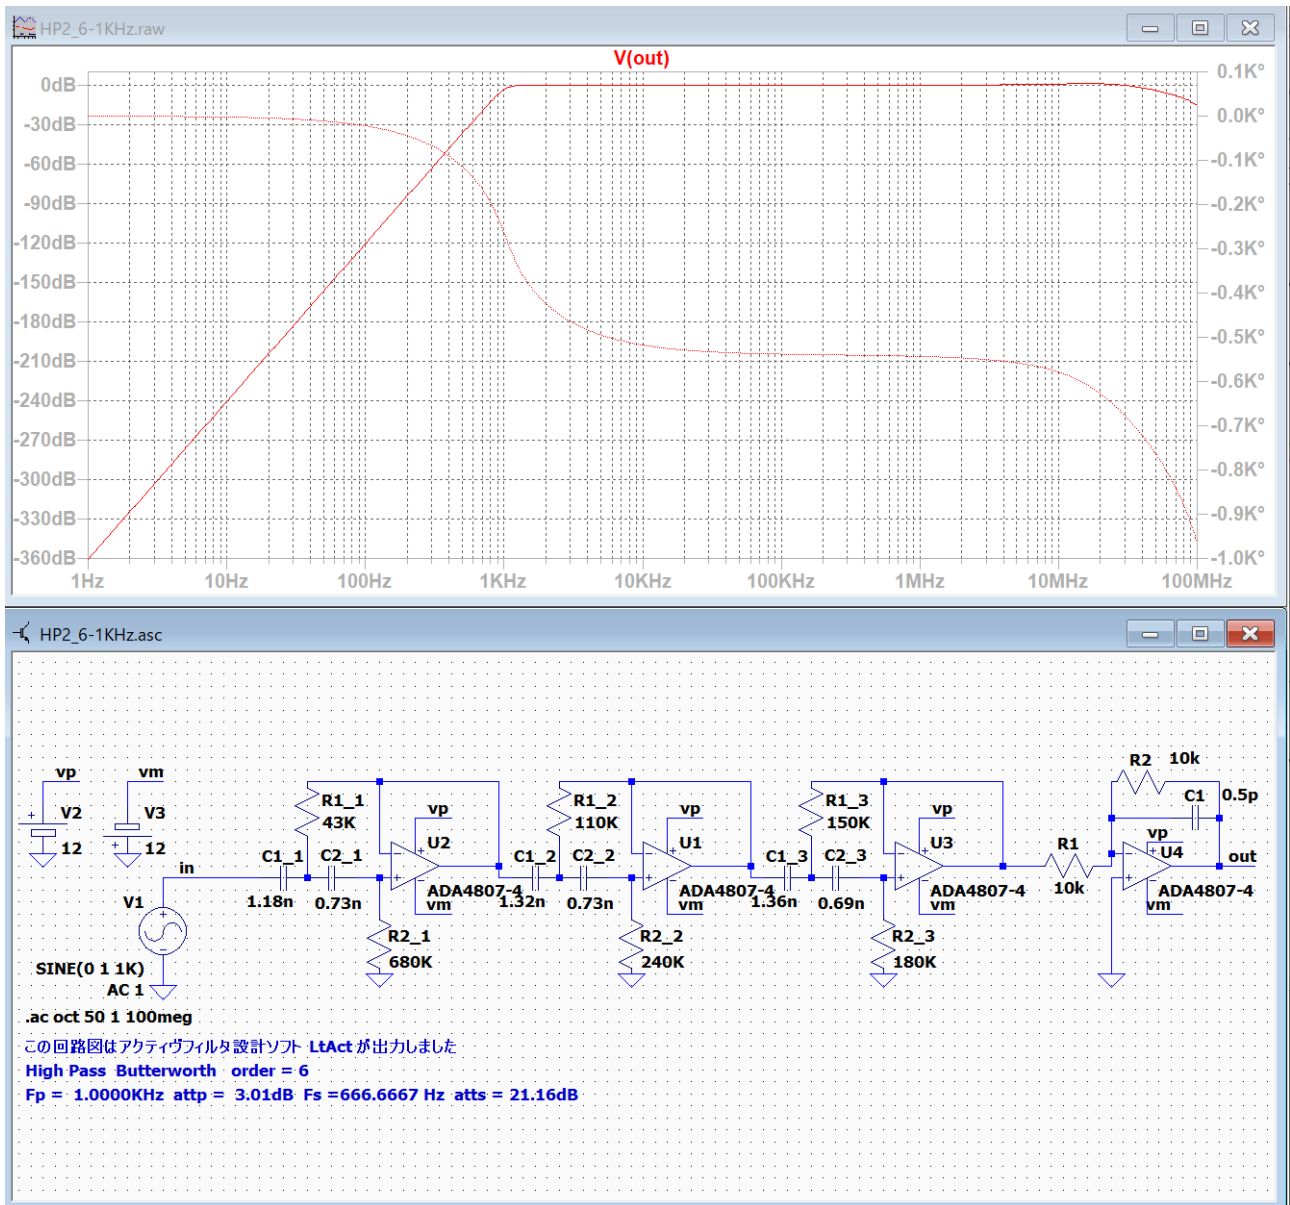 HP2_6-1KHz.raw
V(out)
0dB
-30dB
-60dB
-90dB
-120dB
-150dB
-180dB
-210dB
-240dB
-270dB
-300dB
-330dB
-360dB
0.1K°
0.0K°
-0.1K°
-0.2K°
-0.3K°
-0.4K°
-0.5K°
-0.6K°
-0.7K°
-0.8K°
-0.9K°
-1.0K°
1Hz 10Hz 100Hz 1KHz 10KHz 100KHz 1MHz 10MHz 100MHz
HP2_6-1KHz.asc
vp
V2
12
vm
V3
12
in
V1
SINE(0 1 1K)
AC 1
C1_1
1.18n
R1_1
43K
C2_1
0.73n
vp
U2
ADA4807-4
vm
R2_1
680K
C1_2
1.32n
R1_2
110K
C2_2
0.73n
vp
U1
ADA4807-4
vm
R2_2
240K
C1_3
1.36n
R1_3
150K
C2_3
0.69n
vp
U3
ADA4807-4
vm
R2_3
180K
R1
10k
R2 10k
C1 0.5p
vp
U4
ADA4807-4
vm
out
.ac oct 50 1 100meg
この回路図はアクティヴフィルタ設計ソフト LtAct が出力しました
High Pass Butterworth order = 6
Fp = 1.0000KHz attp = 3.01dB Fs =666.6667 Hz atts = 21.16dB